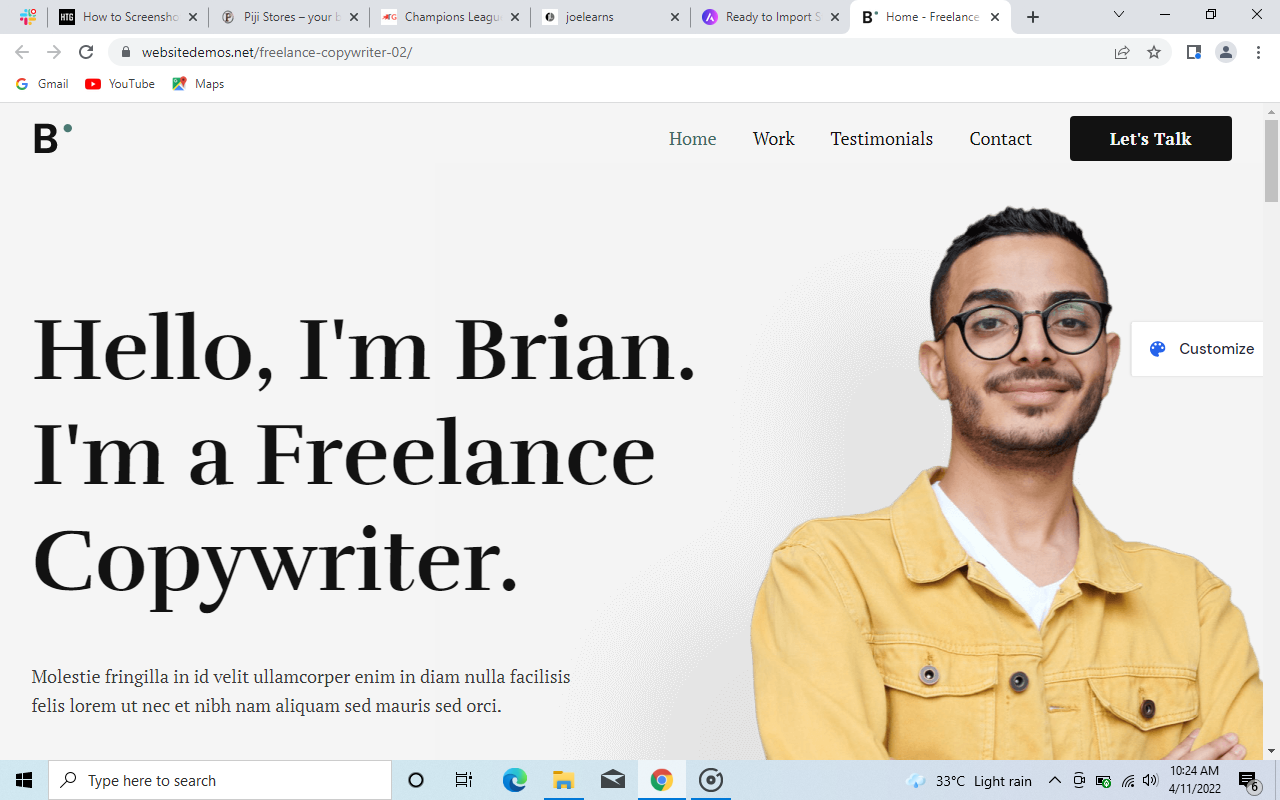 How to Screensho
Piji Stores – your b
Champions Leagu
joelearns
Ready to Import S
B
Home - Freelance
websitedemos.net/freelance-copywriter-02/
Gmail
YouTube
Maps
B
Home
Work
Testimonials
Contact
Let's Talk
Hello, I'm Brian.
I'm a Freelance
Copywriter.
Customize
Molestie fringilla in id velit ullamcorper enim in diam nulla facilisis
felis lorem ut nec et nibh nam aliquam sed mauris sed orci.
Type here to search
33°C Light rain
10:24 AM
4/11/2022
6